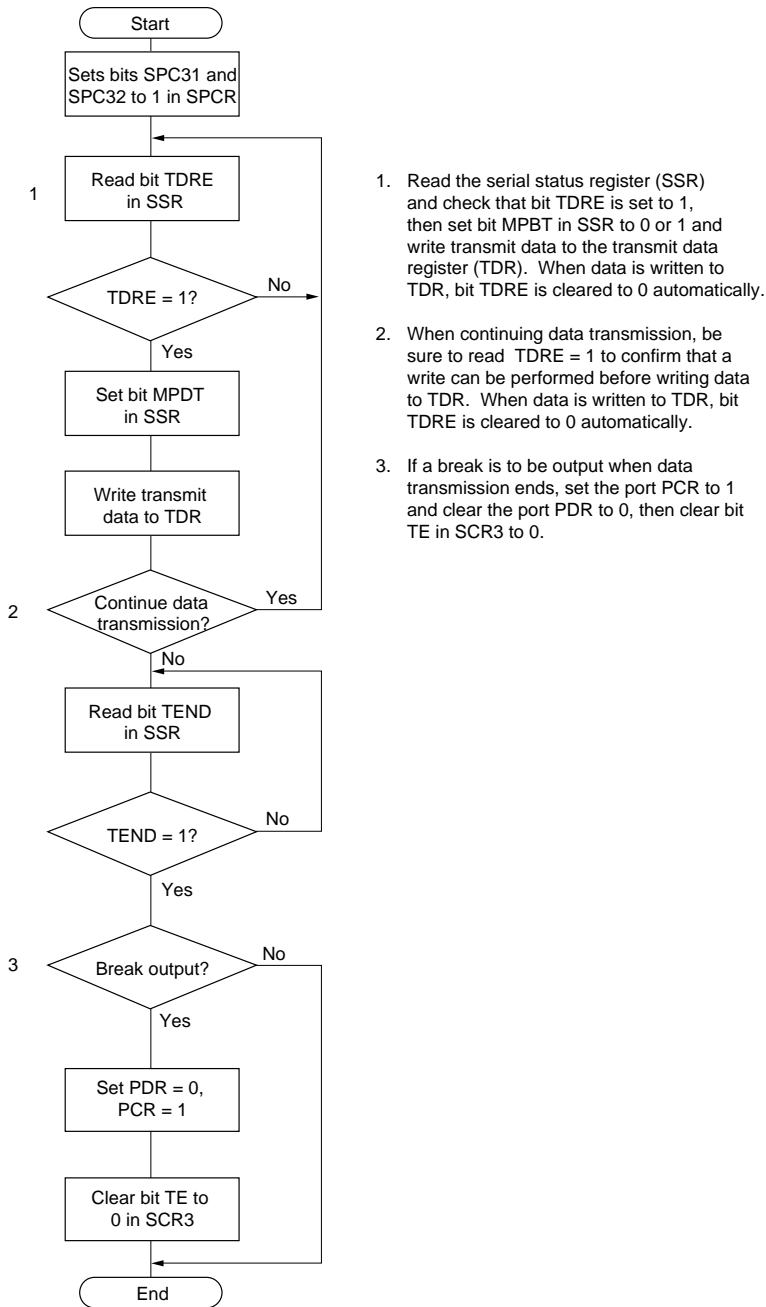 Start
Sets bits SPC31 and
SPC32 to 1 in SPCR
1
Read bit TDRE
in SSR
TDRE = 1?
No
Yes
Set bit MPDT
in SSR
Write transmit
data to TDR
2
Continue data
transmission?
Yes
No
Read bit TEND
in SSR
TEND = 1?
No
Yes
3
Break output?
No
Yes
Set PDR = 0,
PCR = 1
Clear bit TE to
0 in SCR3
End
1. Read the serial status register (SSR)
and check that bit TDRE is set to 1,
then set bit MPBT in SSR to 0 or 1 and
write transmit data to the transmit data
register (TDR). When data is written to
TDR, bit TDRE is cleared to 0 automatically.
2. When continuing data transmission, be
sure to read TDRE = 1 to confirm that a
write can be performed before writing data
to TDR. When data is written to TDR, bit
TDRE is cleared to 0 automatically.
3. If a break is to be output when data
transmission ends, set the port PCR to 1
and clear the port PDR to 0, then clear bit
TE in SCR3 to 0.